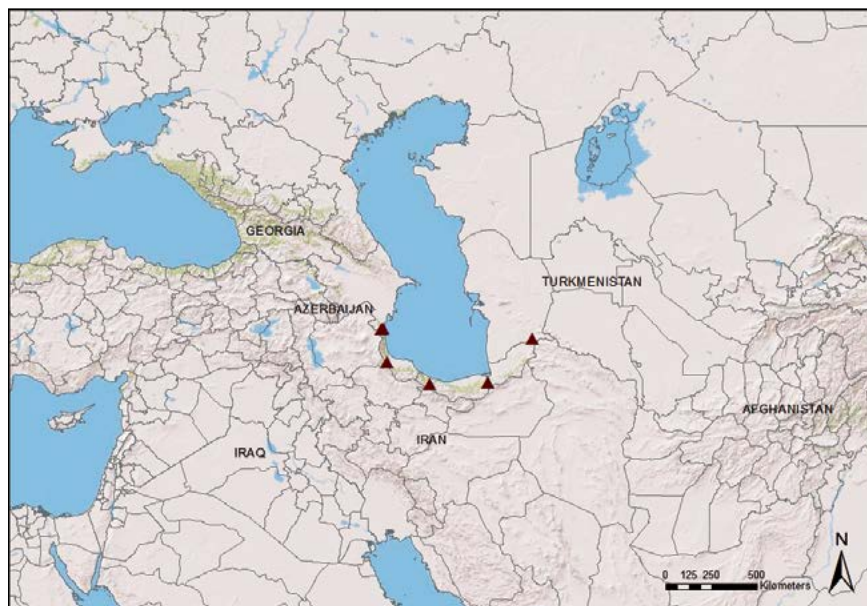 GEORGIA
TURKMENISTAN
AZERBAIJAN
AFGHANISTAN
IRAN
IRAQ
N
0 125 250 500
Kilometers